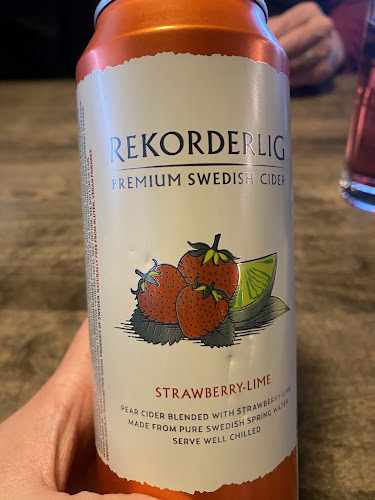 REKORDERLIG
PREMIUM SWEDISH CIDER
STRAWBERRY-LIME
PEAR CIDER BLENDED WITH STRAWBERRY-LIME
MADE FROM PURE SWEDISH SPRING WATER
SERVE WELL CHILLED